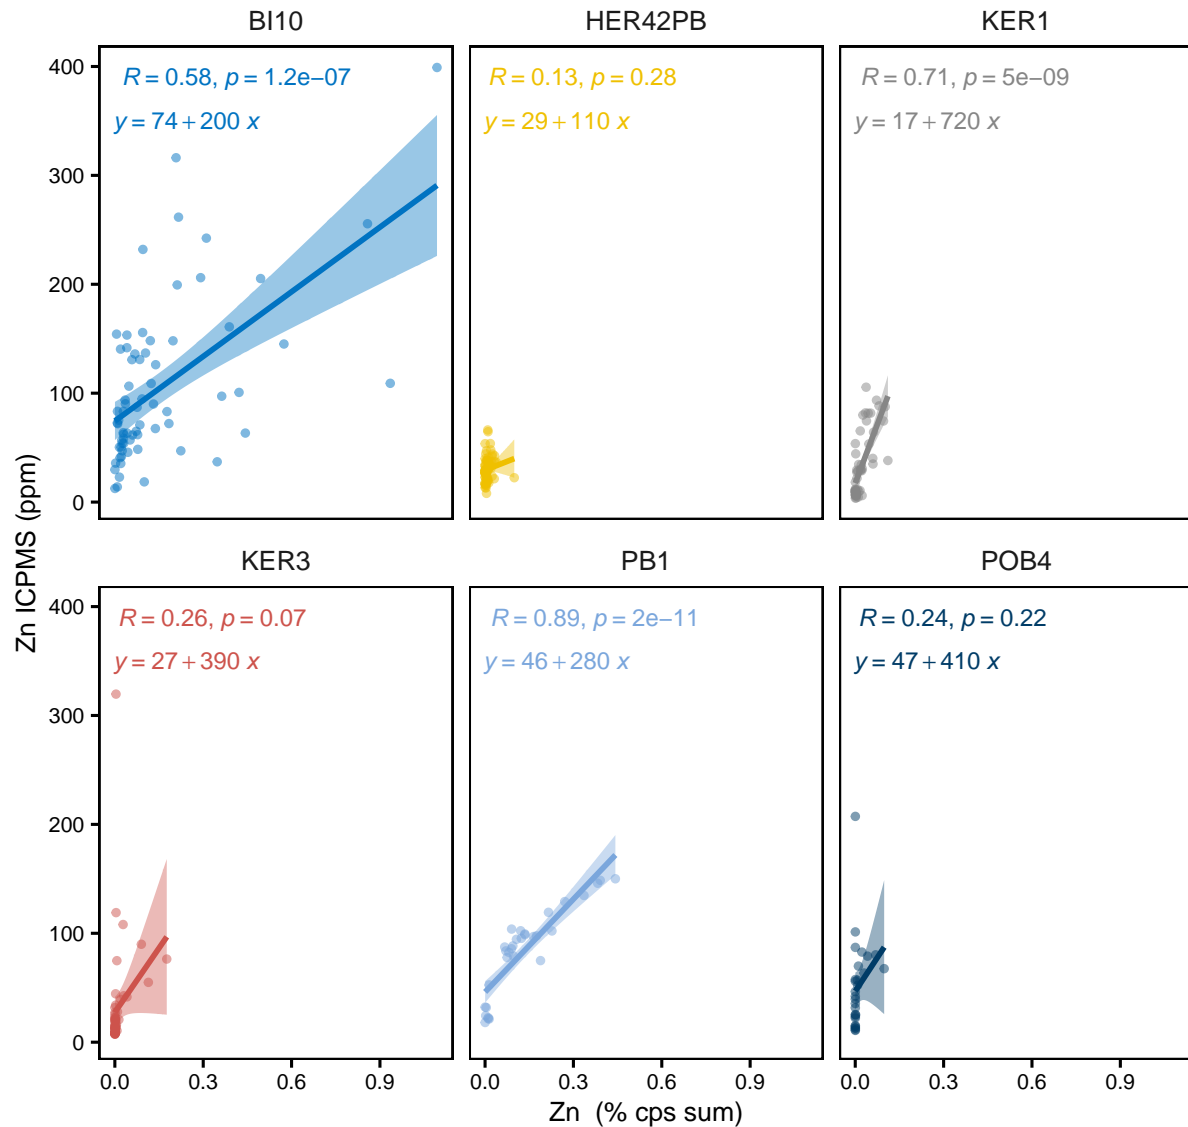 BI10
HER42PB
KER1
R = 0.58, p = 1.2e−07
y = 74 + 200 x
R = 0.13, p = 0.28
y = 29 + 110 x
R = 0.71, p = 5e−09
y = 17 + 720 x
400
300
200
100
0
Zn ICPMS (ppm)
KER3
PB1
POB4
R = 0.26, p = 0.07
y = 27 + 390 x
R = 0.89, p = 2e−11
y = 46 + 280 x
R = 0.24, p = 0.22
y = 47 + 410 x
400
300
200
100
0
0.0 0.3 0.6 0.9
0.0 0.3 0.6 0.9
0.0 0.3 0.6 0.9
Zn (% cps sum)